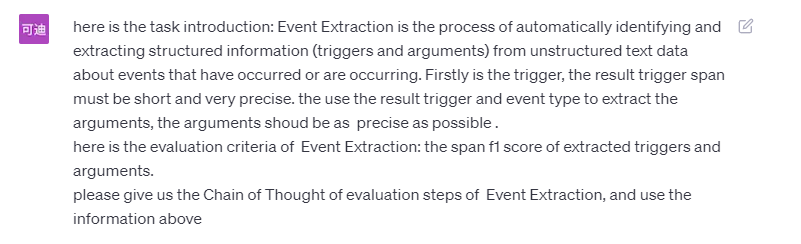 可迪
here is the task introduction: Event Extraction is the process of automatically identifying and
extracting structured information (triggers and arguments) from unstructured text data
about events that have occurred or are occurring. Firstly is the trigger, the result trigger span
must be short and very precise. the use the result trigger and event type to extract the
arguments, the arguments shoud be as  precise as possible .
here is the evaluation criteria of  Event Extraction: the span f1 score of extracted triggers and
arguments.
please give us the Chain of Thought of evaluation steps of  Event Extraction, and use the
information above